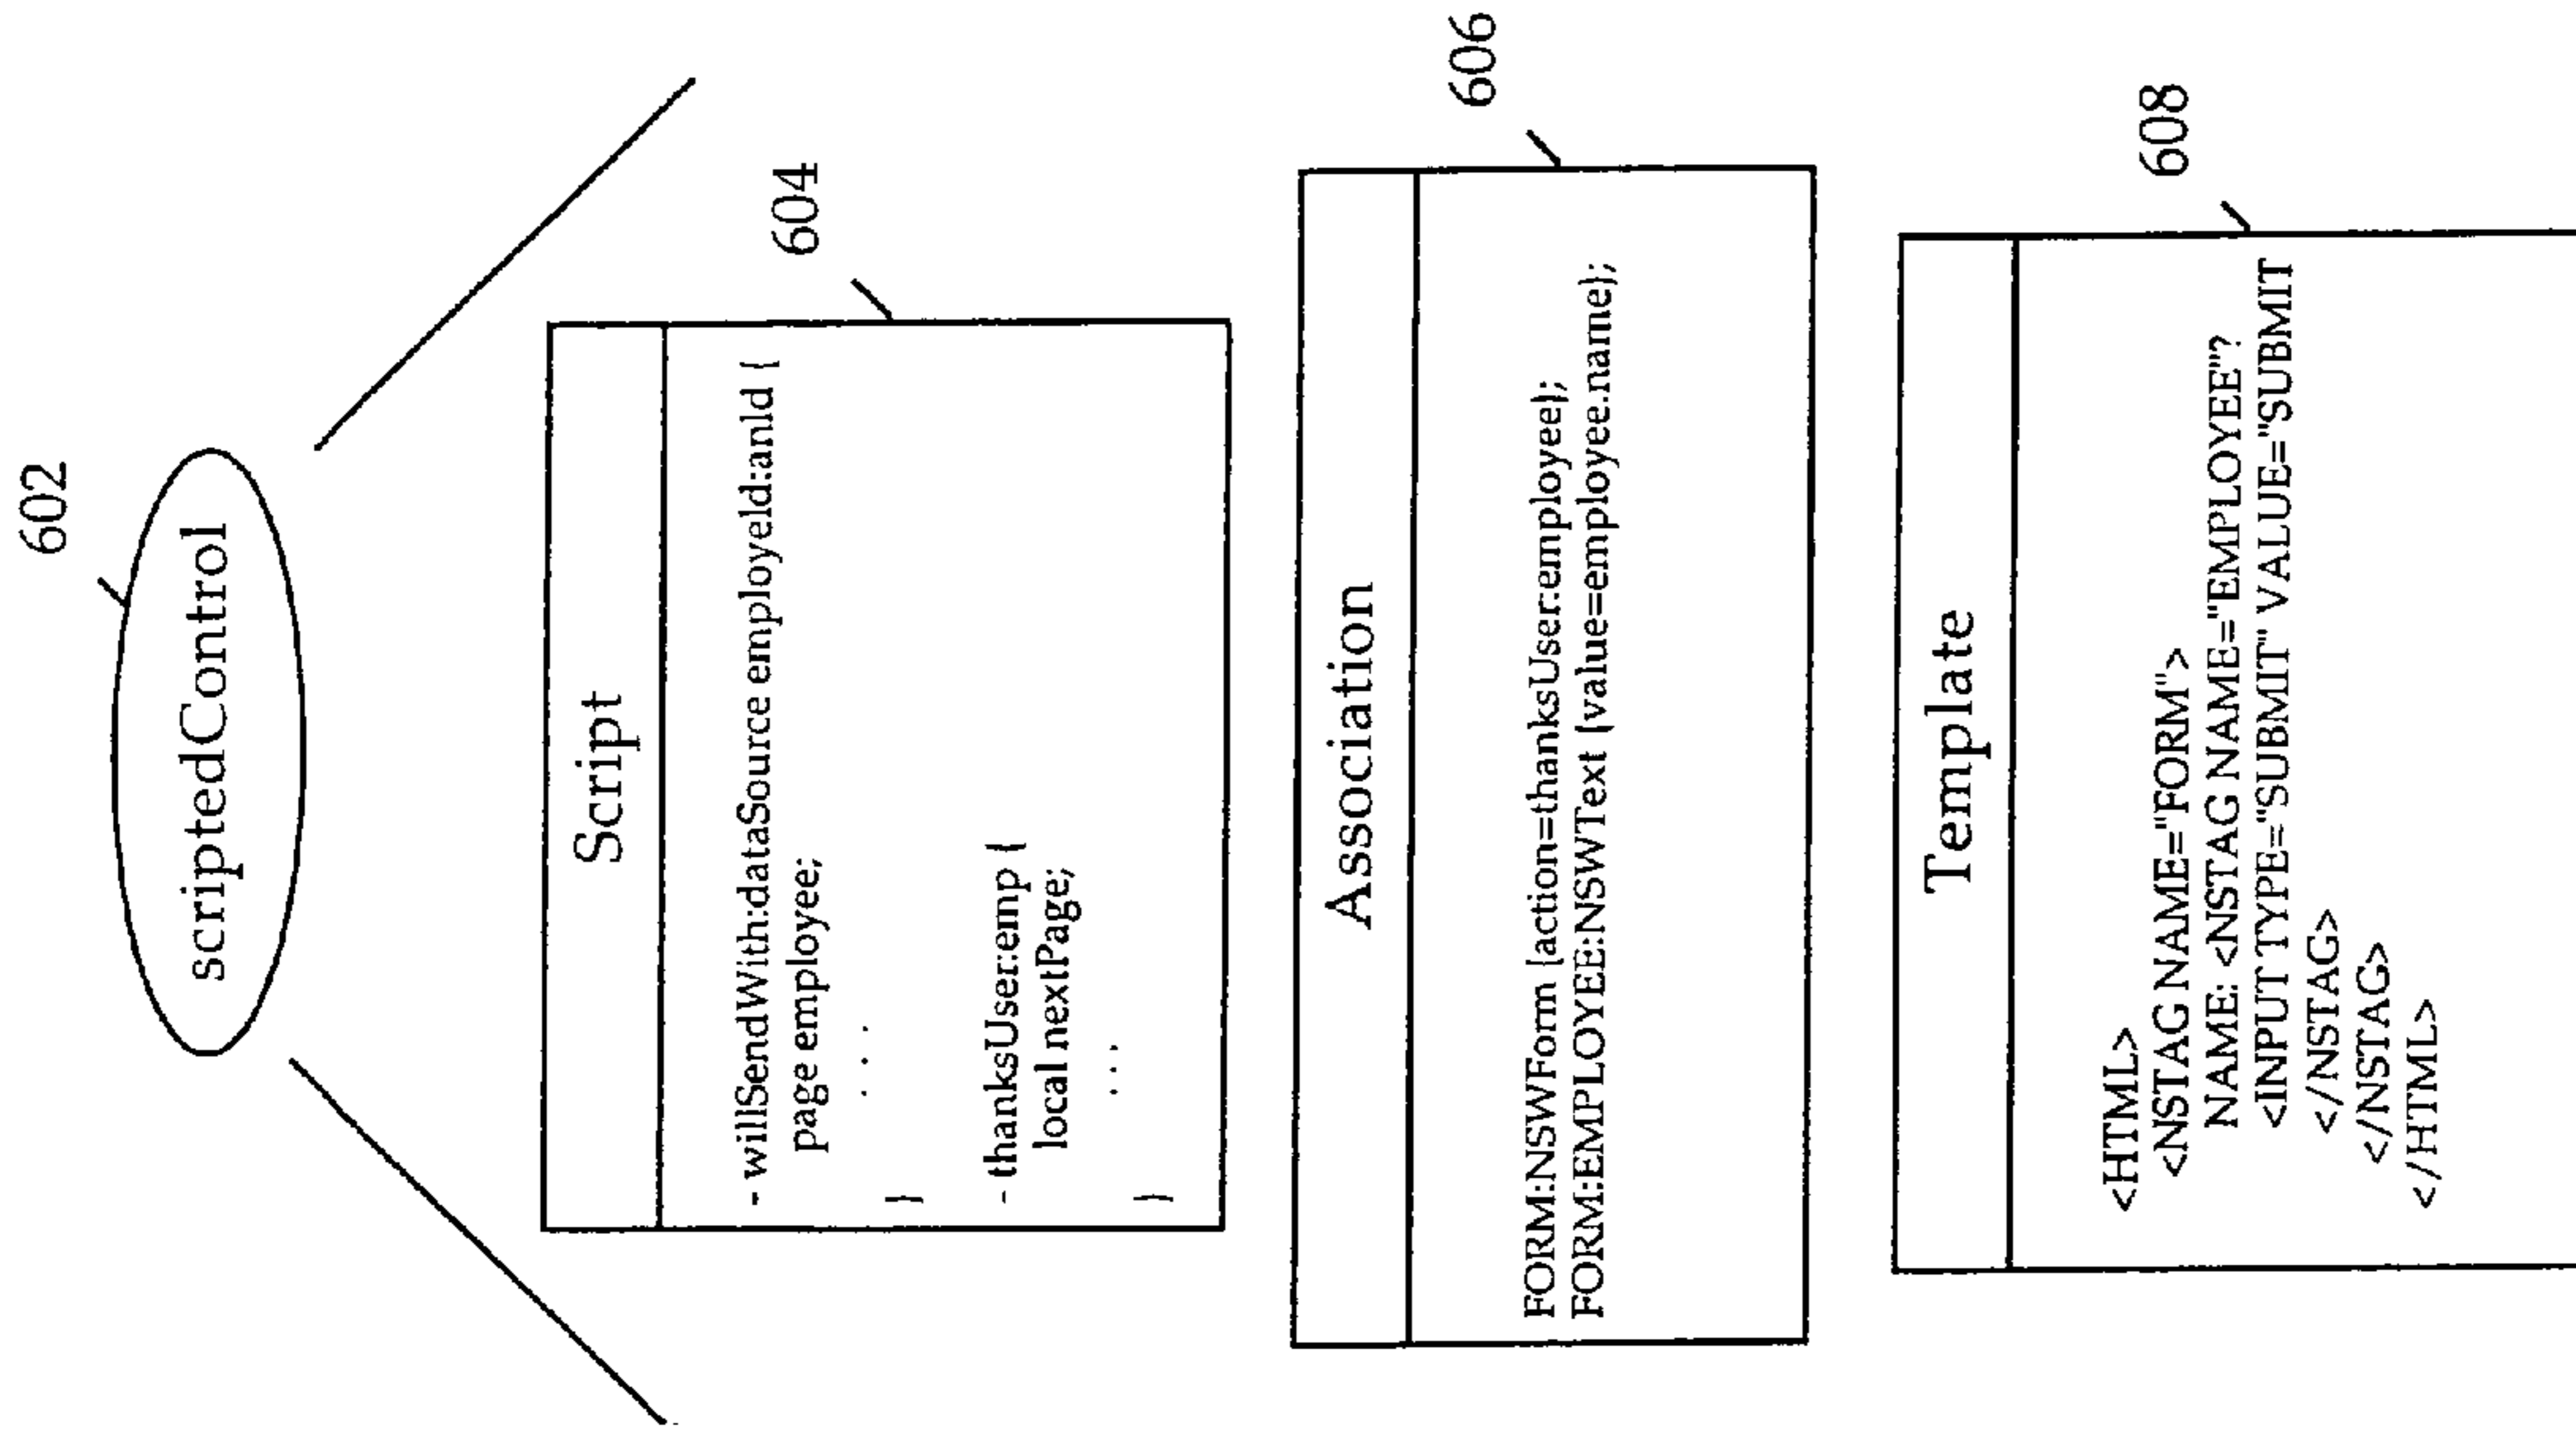 602
scriptedControl
604
Script
- willSendWith:dataSource employeeId:anId {
page employee;
. . .
}
- thanksUser:emp {
local nextPage;
. . .
}
606
Association
FORM:NSWForm {action=thanksUser:employee};
FORM:EMPLOYEE:NSWText {value=employee.name};
608
Template
<HTML>
<NSTAG NAME="FORM">
NAME: <NSTAG NAME="EMPLOYEE"?
<INPUT TYPE="SUBMIT" VALUE="SUBMIT
</NSTAG>
</NSTAG>
</HTML>